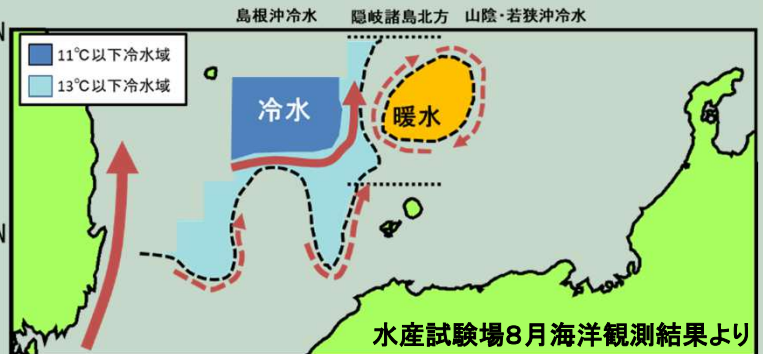 島根沖冷水 隠岐諸島北方 山陰・若狭沖冷水
N
11℃以下冷水域
13℃以下冷水域
冷水
暖水
N
水産試験場8月海洋観測結果より